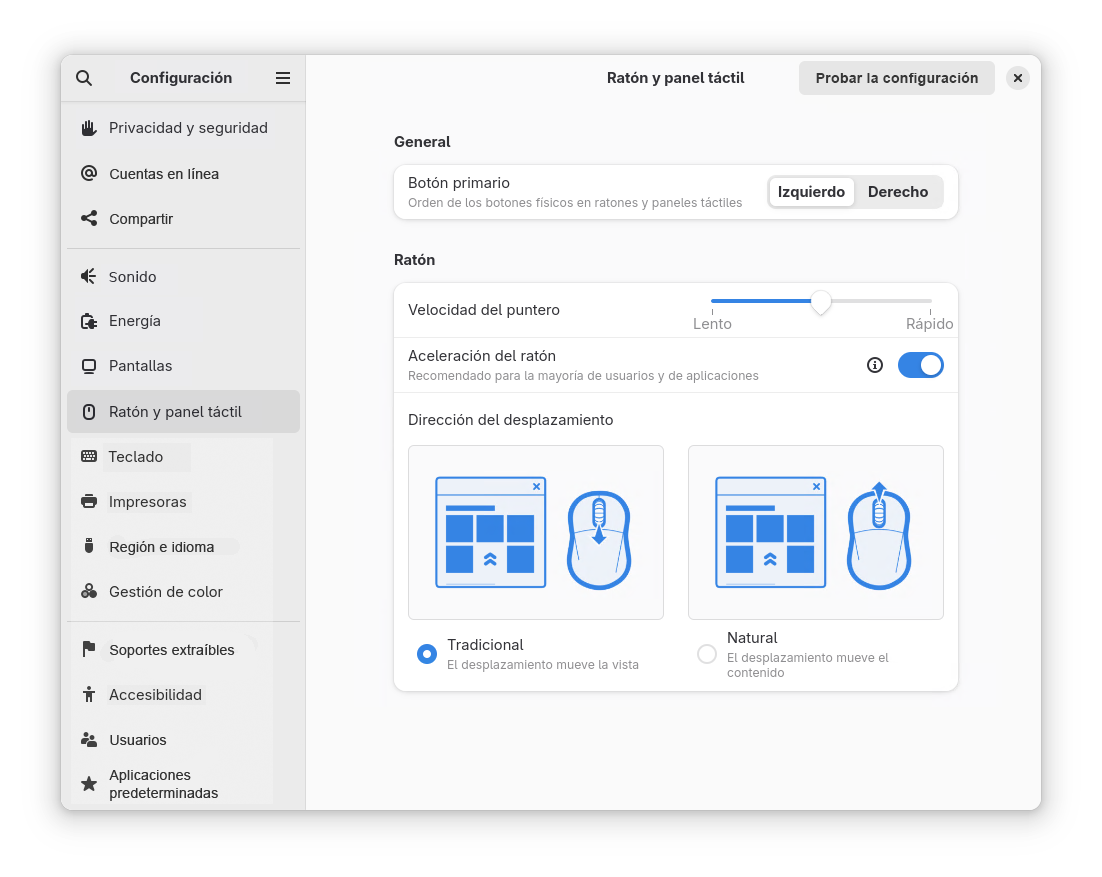 Configuración
Privacidad y seguridad
Cuentas en línea
Compartir
Sonido
Energía
Pantallas
Ratón y panel táctil
Teclado
Impresoras
Región e idioma
Gestión de color
Soportes extraíbles
Accesibilidad
Usuarios
Aplicaciones
predeterminadas
Ratón y panel táctil
Probar la configuración
General
Botón primario
Orden de los botones físicos en ratones y paneles táctiles
Izquierdo
Derecho
Ratón
Velocidad del puntero
Lento
Rápido
Aceleración del ratón
Recomendado para la mayoría de usuarios y de aplicaciones
Dirección del desplazamiento
Tradicional
El desplazamiento mueve la vista
Natural
El desplazamiento mueve el
contenido